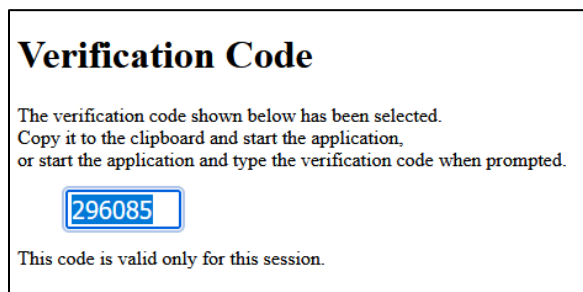 Verification Code
The verification code shown below has been selected.
Copy it to the clipboard and start the application,
or start the application and type the verification code when prompted.
296085
This code is valid only for this session.